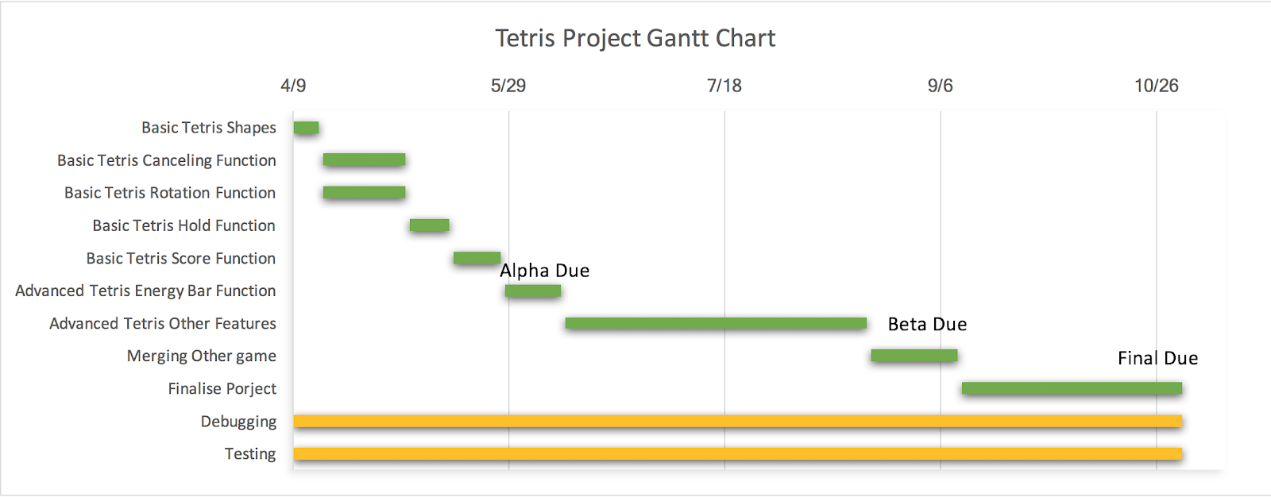 Tetris Project Gantt Chart
4/9 5/29 7/18 9/6 10/26
Basic Tetris Shapes
Basic Tetris Canceling Function
Basic Tetris Rotation Function
Basic Tetris Hold Function
Basic Tetris Score Function
Alpha Due
Advanced Tetris Energy Bar Function
Advanced Tetris Other Features
Beta Due
Merging Other game
Final Due
Finalise Porject
Debugging
Testing